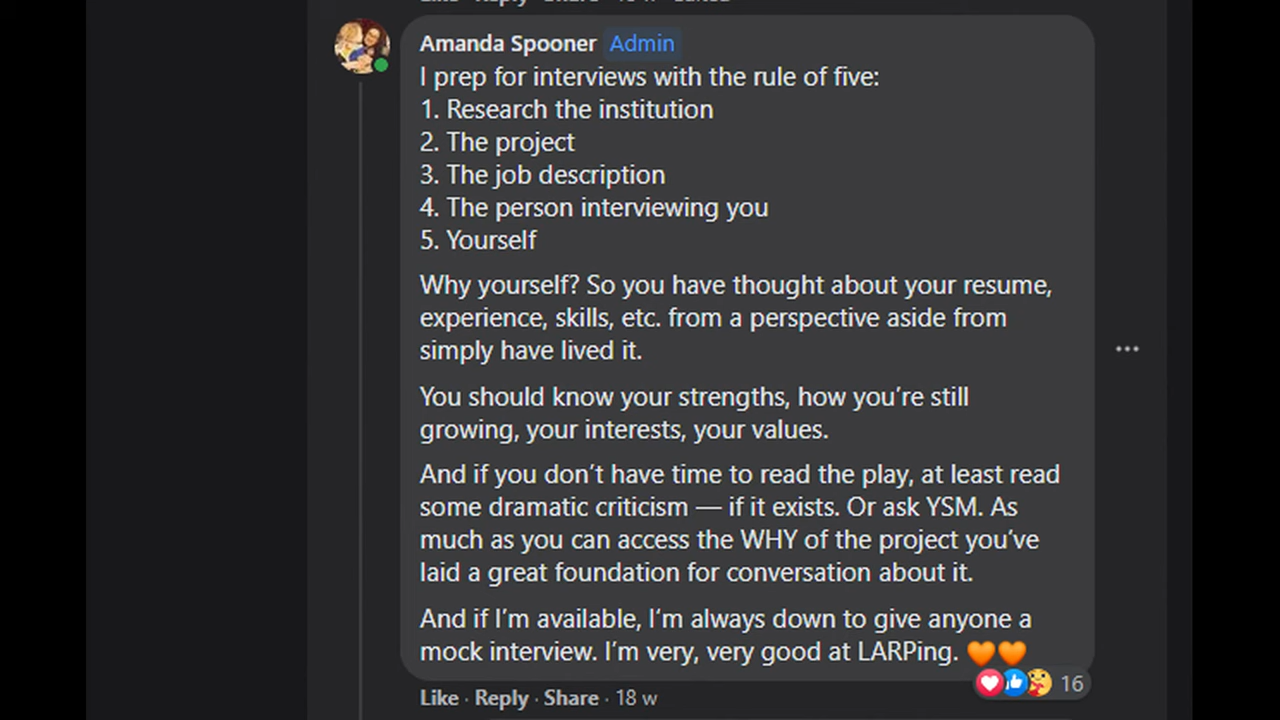 Amanda Spooner Admin
I prep for interviews with the rule of five:
1. Research the institution
2. The project
3. The job description
4. The person interviewing you
5. Yourself
Why yourself? So you have thought about your resume,
experience, skills, etc. from a perspective aside from
simply have lived it.
You should know your strengths, how you’re still
growing, your interests, your values.
And if you don’t have time to read the play, at least read
some dramatic criticism — if it exists. Or ask YSM. As
much as you can access the WHY of the project you’ve
laid a great foundation for conversation about it.
And if I’m available, I‘m always down to give anyone a
mock interview. I’m very, very good at LARPing. 🧡🧡
16
Like · Reply · Share · 18 w